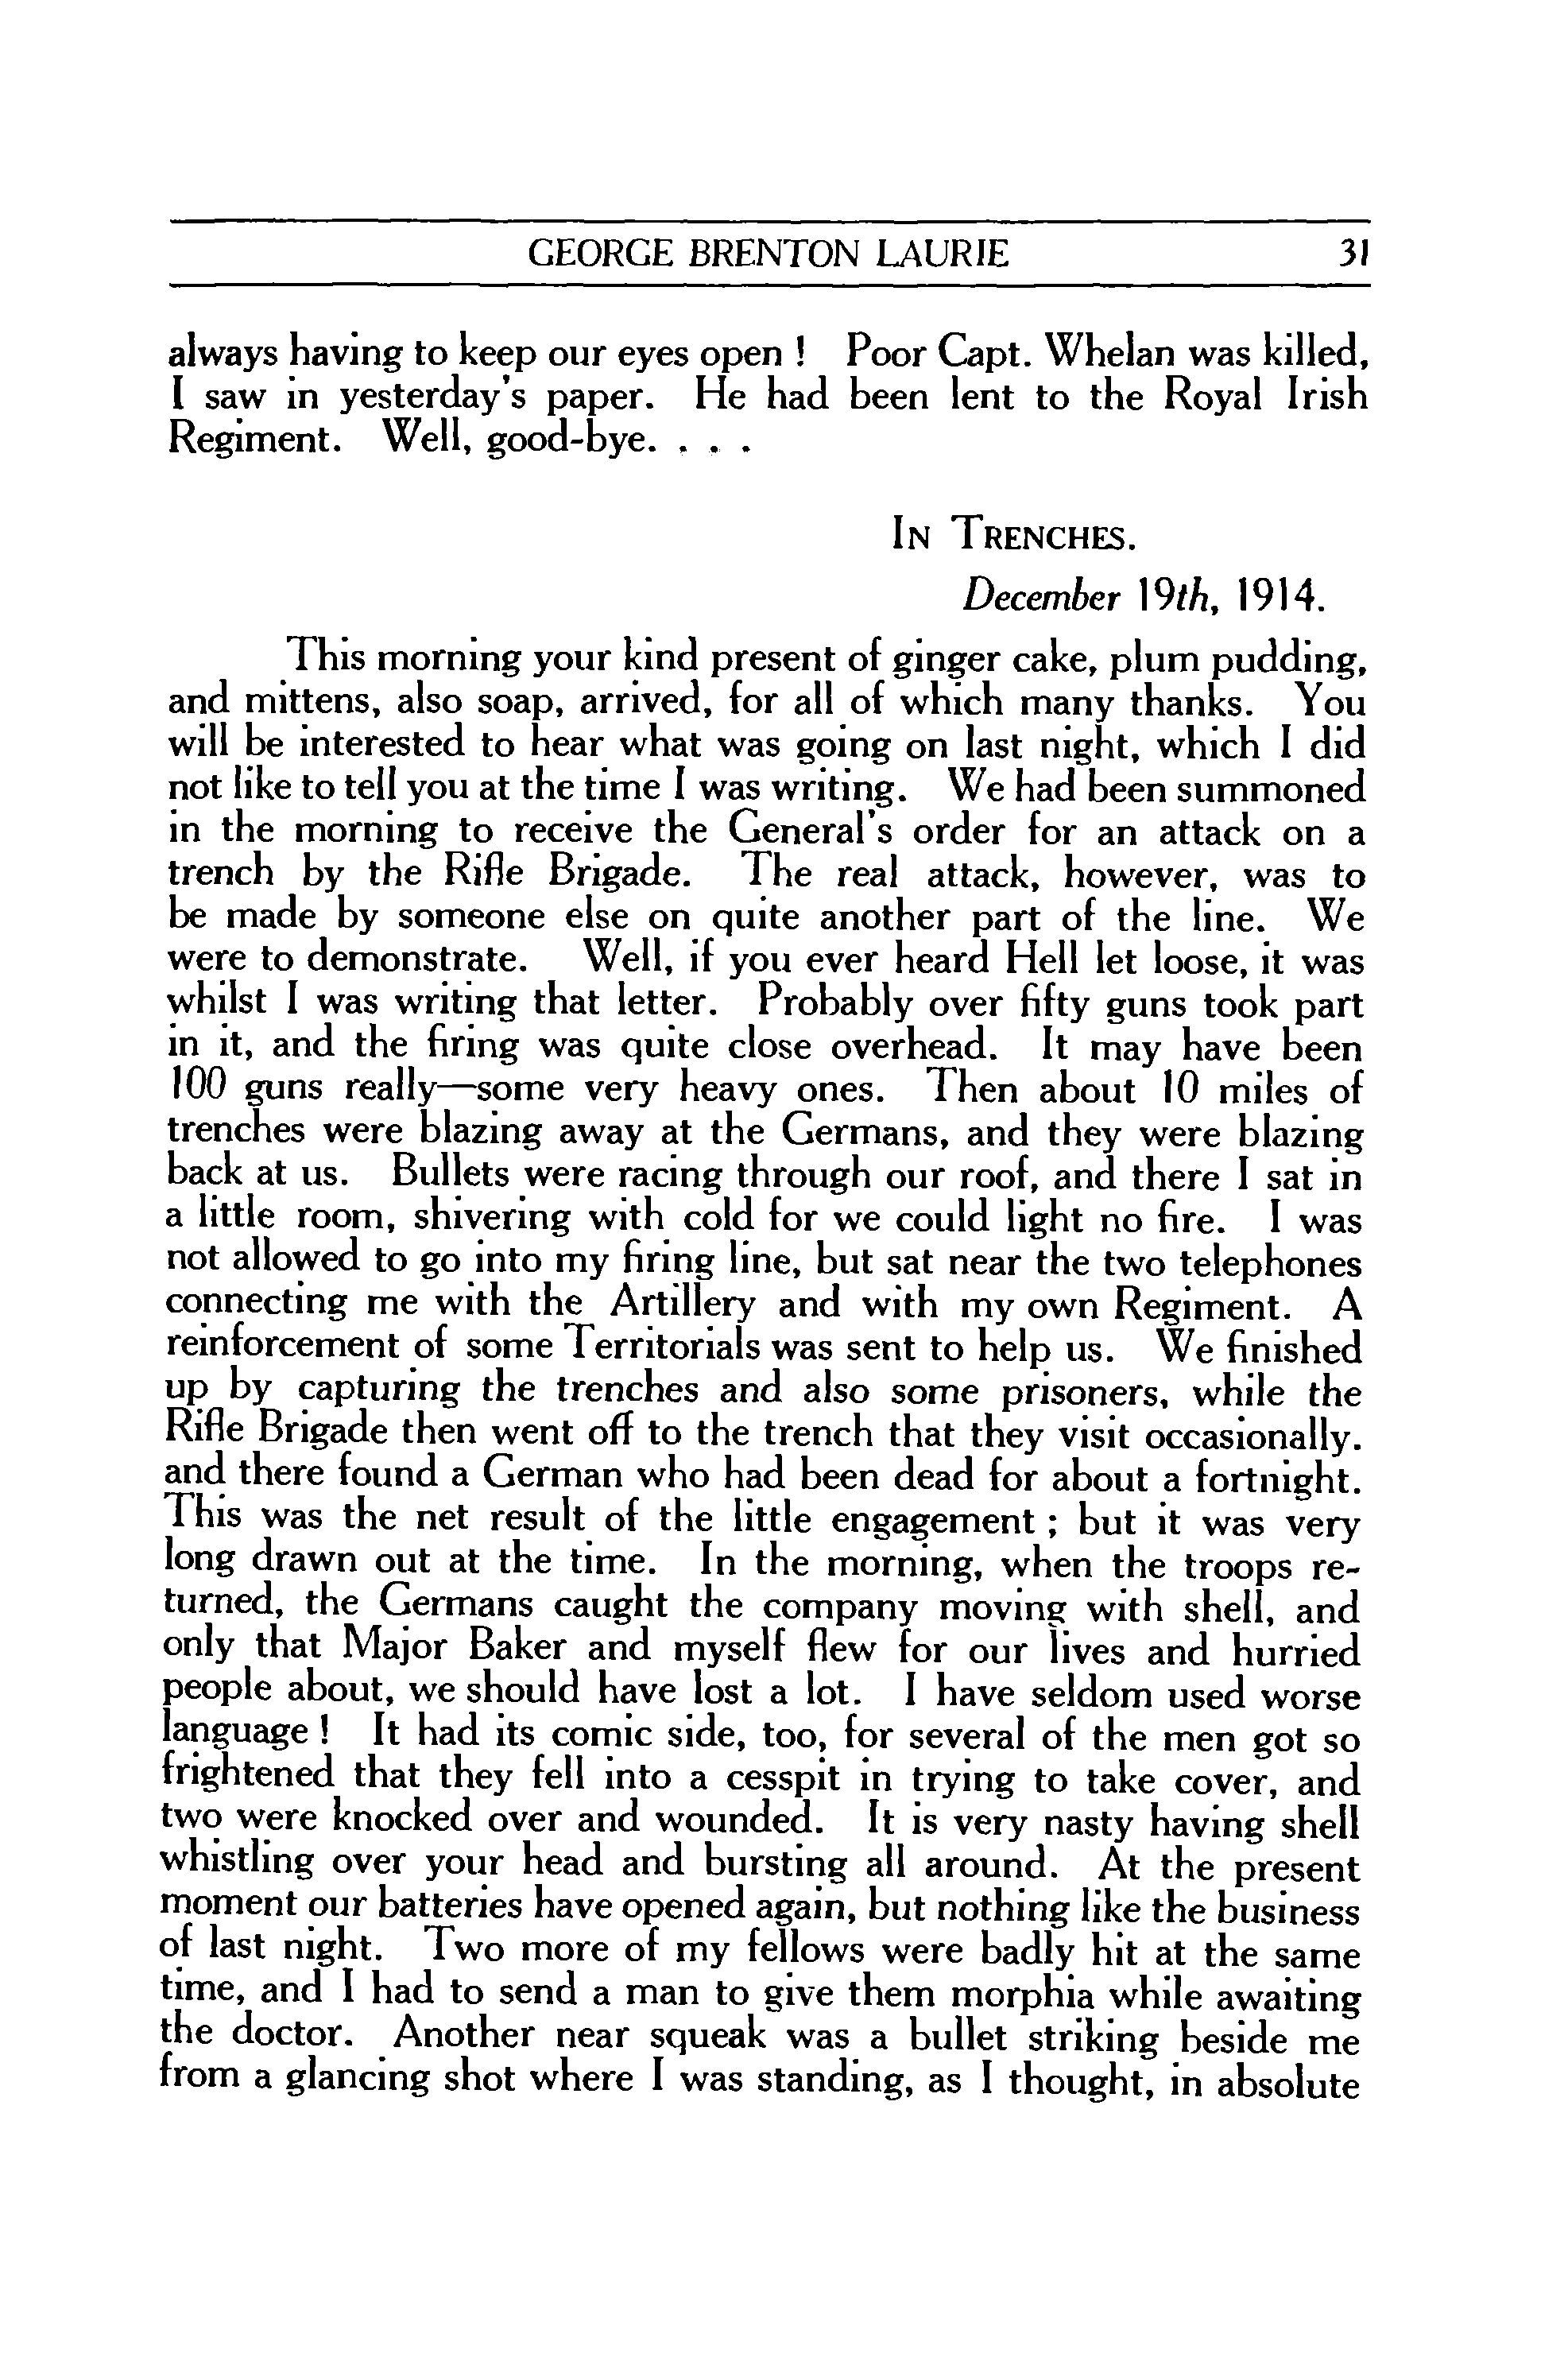 GEORGE BRENTON LAURIE 31
always having to keep our eyes open ! Poor Capt. Whelan was killed,
I saw in yesterday's paper. He had been lent to the Royal Irish
Regiment. Well, good-bye. . . .
In Trenches.
December 19th, 1914.
This morning your kind present of ginger cake, plum pudding,
and mittens, also soap, arrived, for all of which many thanks. You
will be interested to hear what was going on last night, which I did
not like to tell you at the time I was writing. We had been summoned
in the morning to receive the General's order for an attack on a
trench by the Rifle Brigade. The real attack, however, was to
be made by someone else on quite another part of the line. We
were to demonstrate. Well, if you ever heard Hell let loose, it was
whilst I was writing that letter. Probably over fifty guns took part
in it, and the firing was quite close overhead. It may have been
100 guns really—some very heavy ones. Then about 10 miles of
trenches were blazing away at the Germans, and they were blazing
back at us. Bullets were racing through our roof, and there I sat in
a little room, shivering with cold for we could light no fire. I was
not allowed to go into my firing line, but sat near the two telephones
connecting me with the Artillery and with my own Regiment. A
reinforcement of some Territorials was sent to help us. We finished
up by capturing the trenches and also some prisoners, while the
Rifle Brigade then went off to the trench that they visit occasionally.
and there found a German who had been dead for about a fortnight.
This was the net result of the little engagement ; but it was very
long drawn out at the time. In the morning, when the troops re-
turned, the Germans caught the company moving with shell, and
only that Major Baker and myself flew for our lives and hurried
people about, we should have lost a lot. I have seldom used worse
language ! It had its comic side, too, for several of the men got so
frightened that they fell into a cesspit in trying to take cover, and
two were knocked over and wounded. It is very nasty having shell
whistling over your head and bursting all around. At the present
moment our batteries have opened again, but nothing like the business
of last night. Two more of my fellows were badly hit at the same
time, and I had to send a man to give them morphia while awaiting
the doctor. Another near squeak was a bullet striking beside me
from a glancing shot where I was standing, as I thought, in absolute